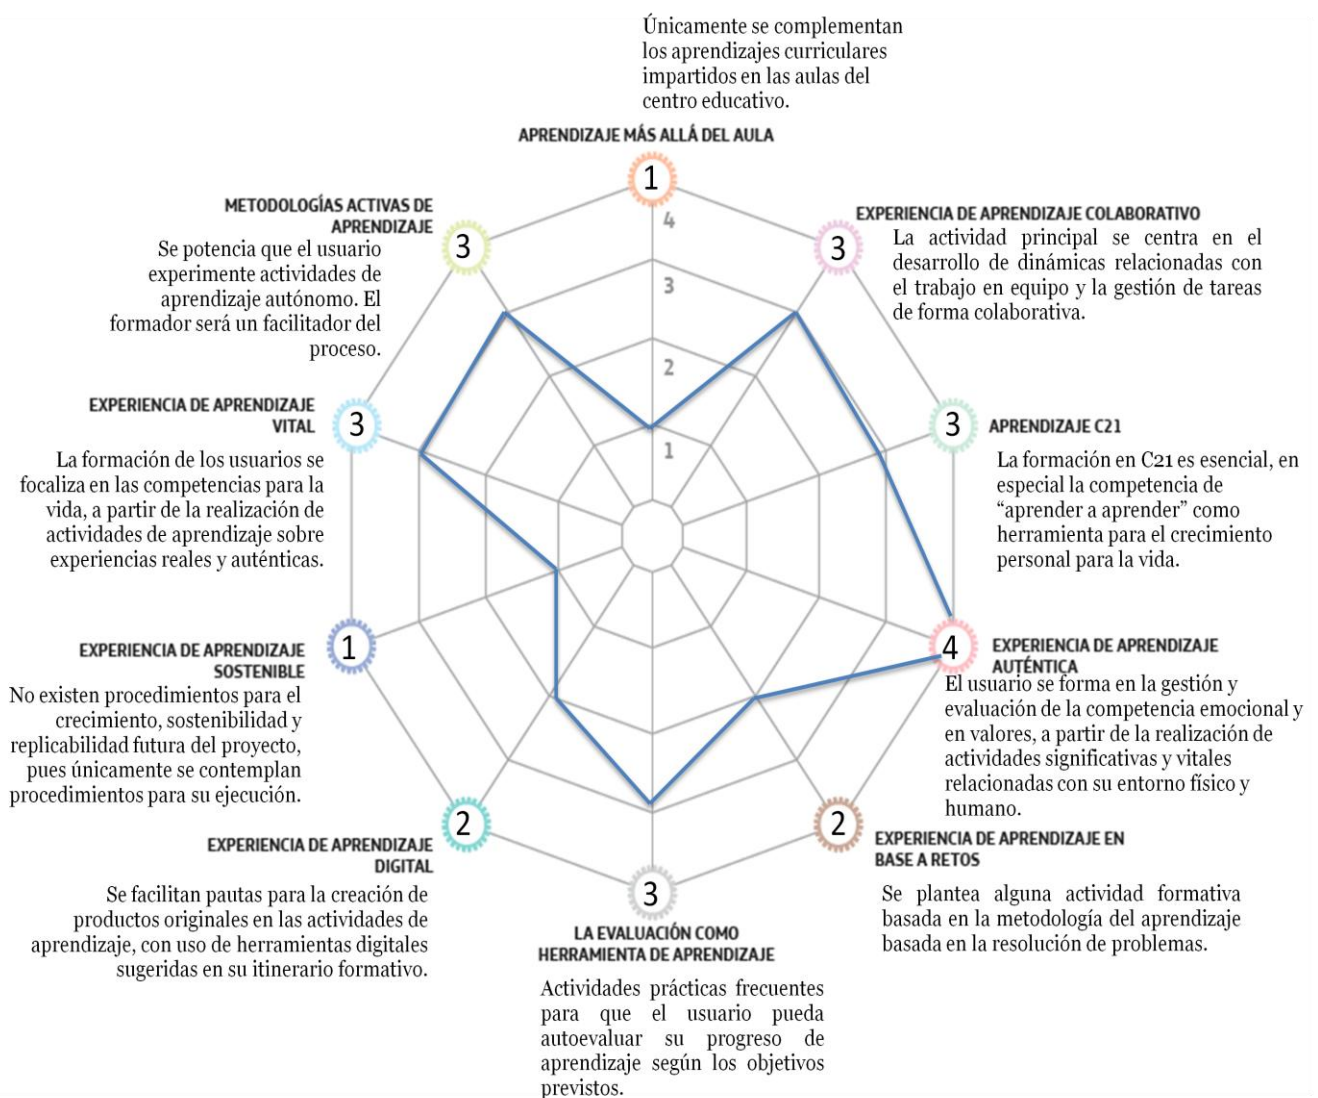 Únicamente se complementan
los aprendizajes curriculares
impartidos en las aulas del
centro educativo.
APRENDIZAJE MÁS ALLÁ DEL AULA
1
4
3
2
1
METODOLOGÍAS ACTIVAS DE
APRENDIZAJE
3
Se potencia que el usuario
experimente actividades de
aprendizaje autónomo. El
formador será un facilitador del
proceso.
EXPERIENCIA DE APRENDIZAJE COLABORATIVO
3
La actividad principal se centra en el
desarrollo de dinámicas relacionadas con
el trabajo en equipo y la gestión de tareas
de forma colaborativa.
EXPERIENCIA DE APRENDIZAJE
VITAL
3
La formación de los usuarios se
focaliza en las competencias para la
vida, a partir de la realización de
actividades de aprendizaje sobre
experiencias reales y auténticas.
3
APRENDIZAJE C21
La formación en C21 es esencial, en
especial la competencia de
“aprender a aprender” como
herramienta para el crecimiento
personal para la vida.
EXPERIENCIA DE APRENDIZAJE
SOSTENIBLE
1
No existen procedimientos para el
crecimiento, sostenibilidad y
replicabilidad futura del proyecto,
pues únicamente se contemplan
procedimientos para su ejecución.
4
EXPERIENCIA DE APRENDIZAJE
AUTÉNTICA
El usuario se forma en la gestión y
evaluación de la competencia emocional y
en valores, a partir de la realización de
actividades significativas y vitales
relacionadas con su entorno físico y
humano.
2
EXPERIENCIA DE APRENDIZAJE
DIGITAL
Se facilitan pautas para la creación de
productos originales en las actividades de
aprendizaje, con uso de herramientas digitales
sugeridas en su itinerario formativo.
2
EXPERIENCIA DE APRENDIZAJE EN
BASE A RETOS
Se plantea alguna actividad formativa
basada en la metodología del aprendizaje
basada en la resolución de problemas.
3
LA EVALUACIÓN COMO
HERRAMIENTA DE APRENDIZAJE
Actividades prácticas frecuentes
para que el usuario pueda
autoevaluar su progreso de
aprendizaje según los objetivos
previstos.